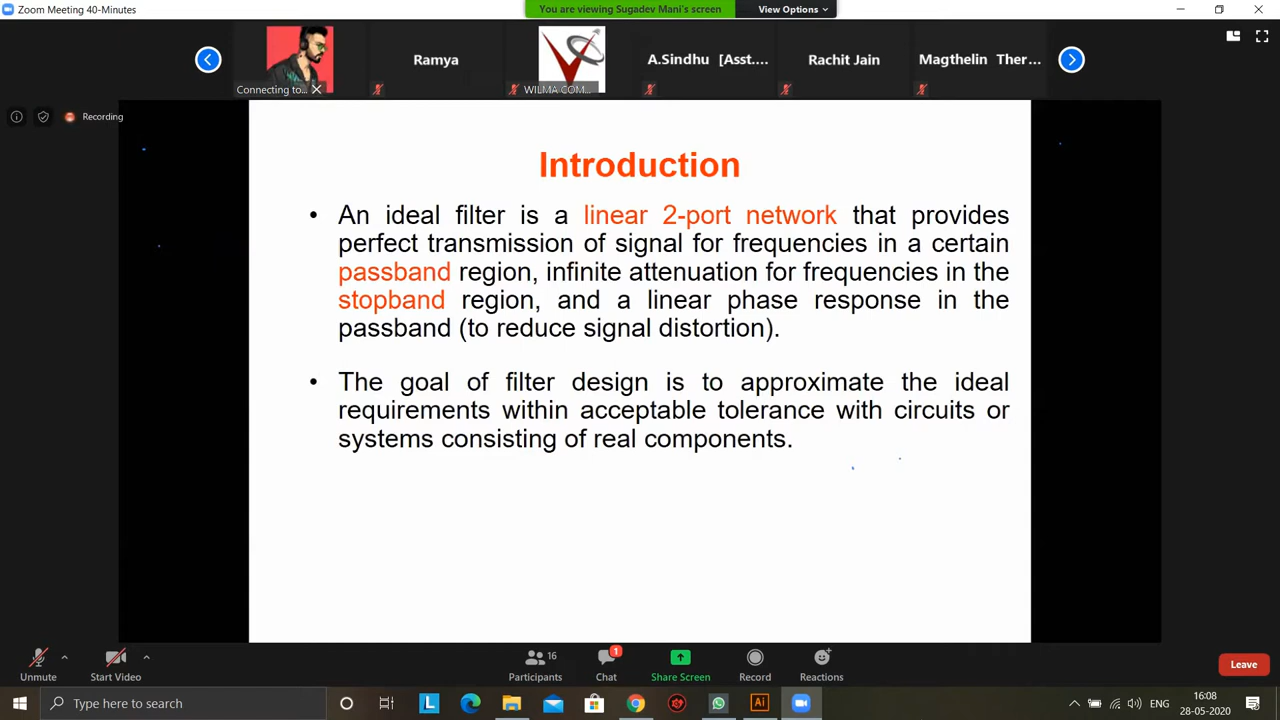 Zoom Meeting 40-Minutes
You are viewing Sugadev Mani's screen
View Options
Connecting to...
Ramya
WILMA COM...
A.Sindhu [Asst....
Rachit Jain
Magthelin Ther...
Recording
Introduction
• An ideal filter is a linear 2-port network that provides
perfect transmission of signal for frequencies in a certain
passband region, infinite attenuation for frequencies in the
stopband region, and a linear phase response in the
passband (to reduce signal distortion).
• The goal of filter design is to approximate the ideal
requirements within acceptable tolerance with circuits or
systems consisting of real components.
Unmute
Start Video
16
Participants
1
Chat
Share Screen
Record
Reactions
Leave
Type here to search
L
Ai
ENG
16:08
28-05-2020